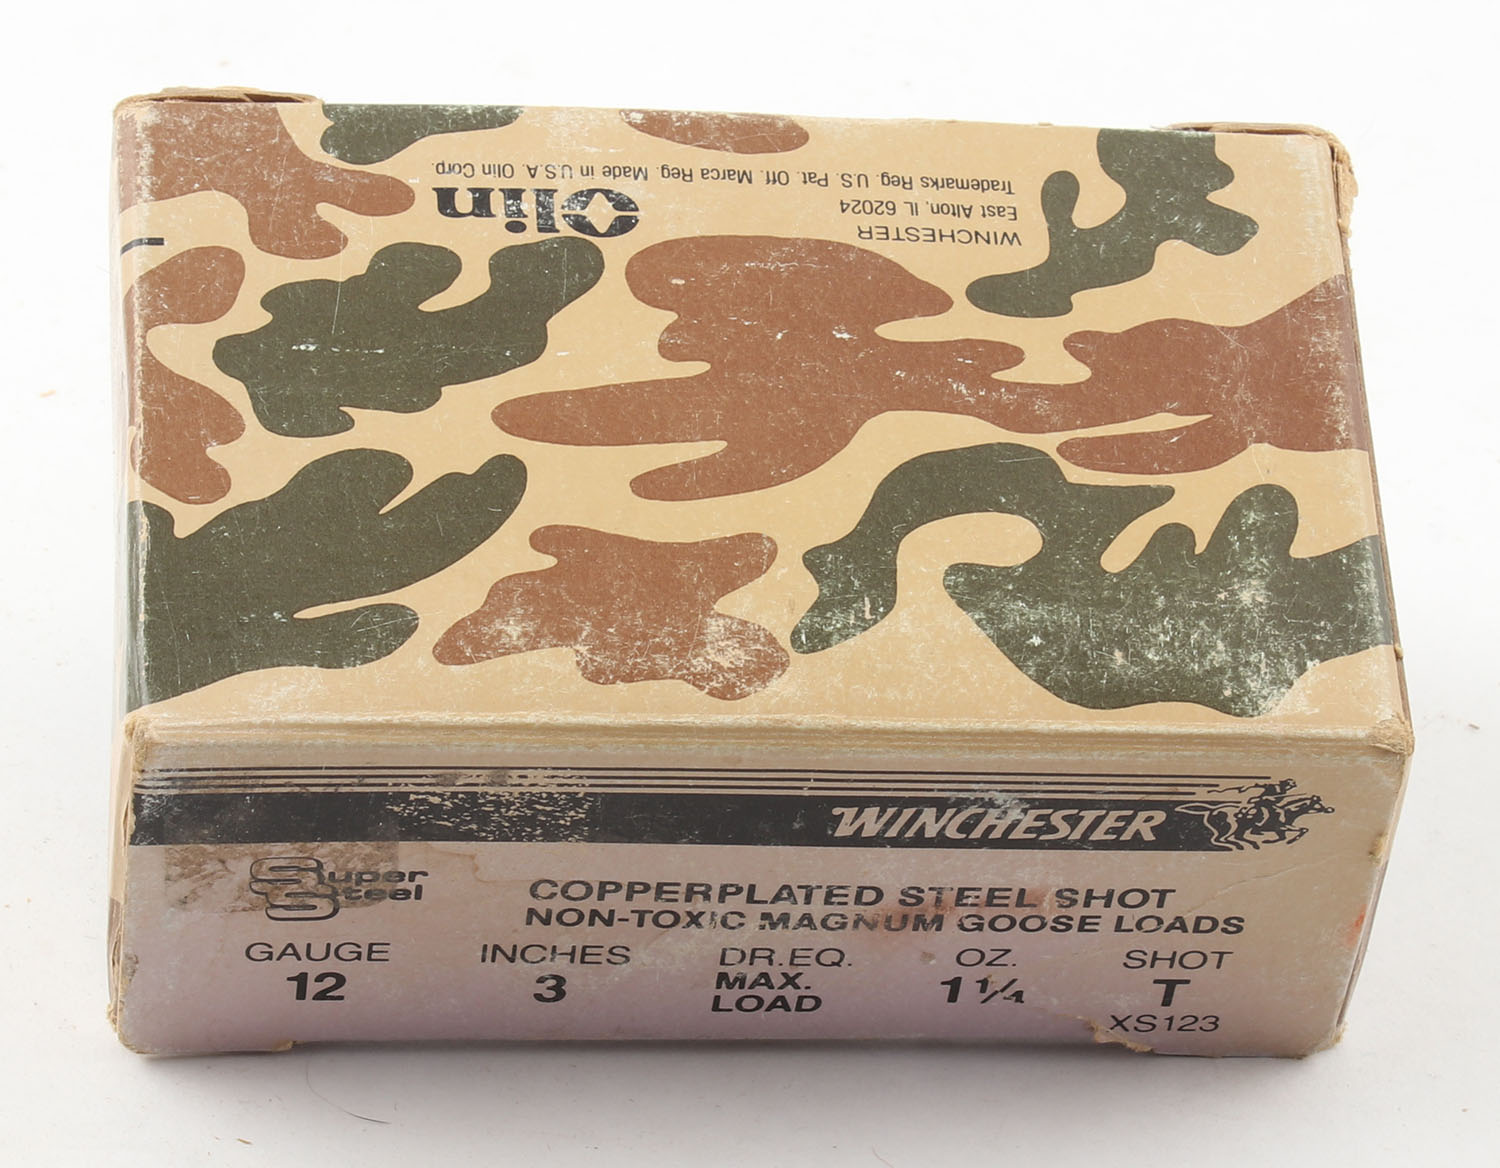 WINCHESTER
East Alton, IL 62024
Trademarks Reg. U.S. Pat. Off. Marca Reg. Made in U.S.A. Olin Corp.
Olin
WINCHESTER
Super
Steel
COPPERPLATED STEEL SHOT
NON-TOXIC MAGNUM GOOSE LOADS
GAUGE INCHES DR.EQ. OZ. SHOT
12 3 MAX. LOAD 1 1/4 T
XS123